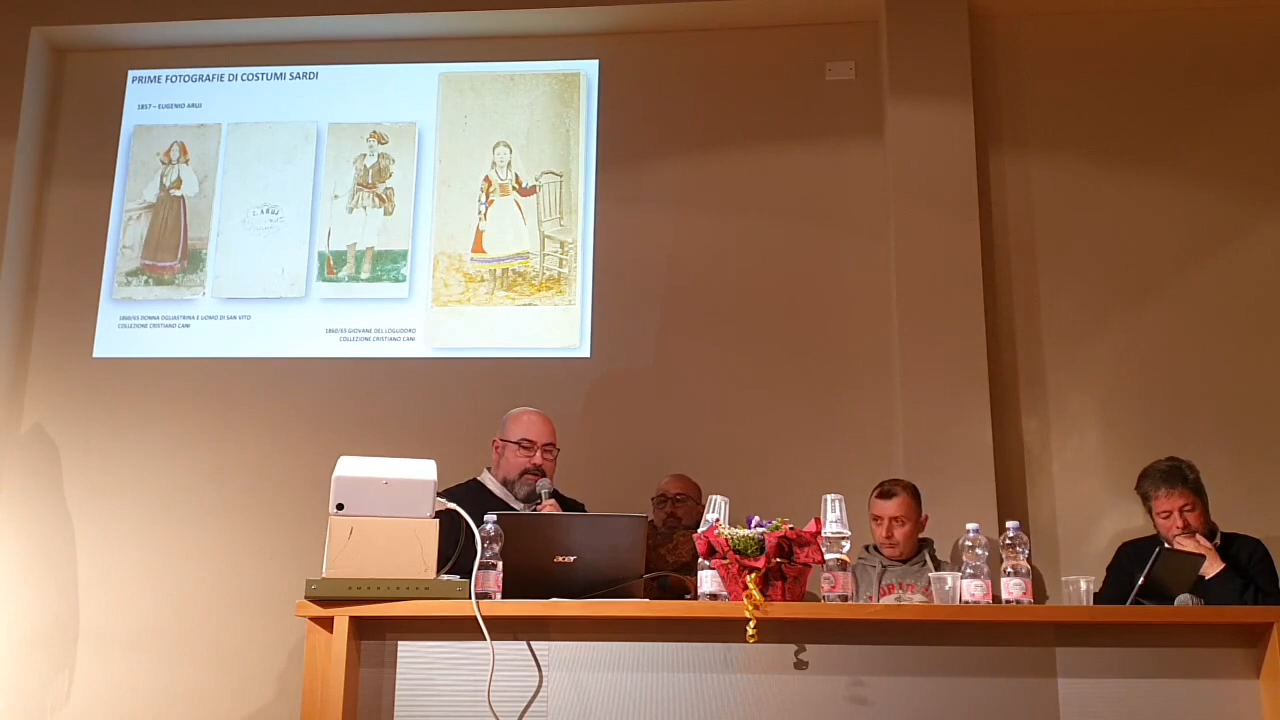 PRIME FOTOGRAFIE DI COSTUMI SARDI
1857 – EUGENIO ARUJ
1860/65 DONNA OGLIASTRINA E UOMO DI SAN VITO
COLLEZIONE CRISTIANO CANI
1860/65 GIOVANE DEL LOGUDORO
COLLEZIONE CRISTIANO CANI
acer